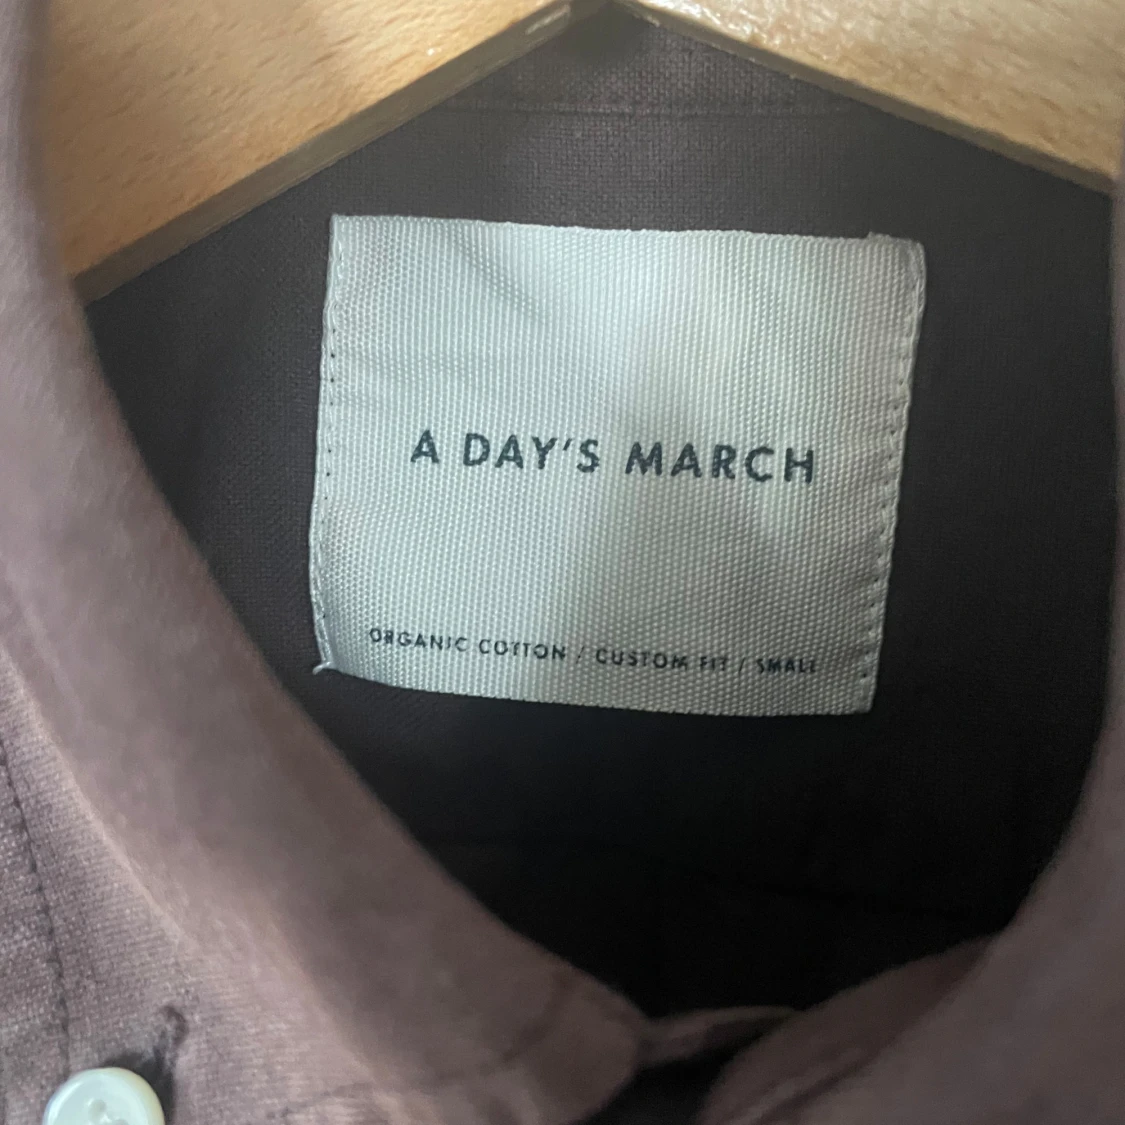 A DAY'S MARCH
ORGANIC COTTON / CUSTOM FIT / SMALL